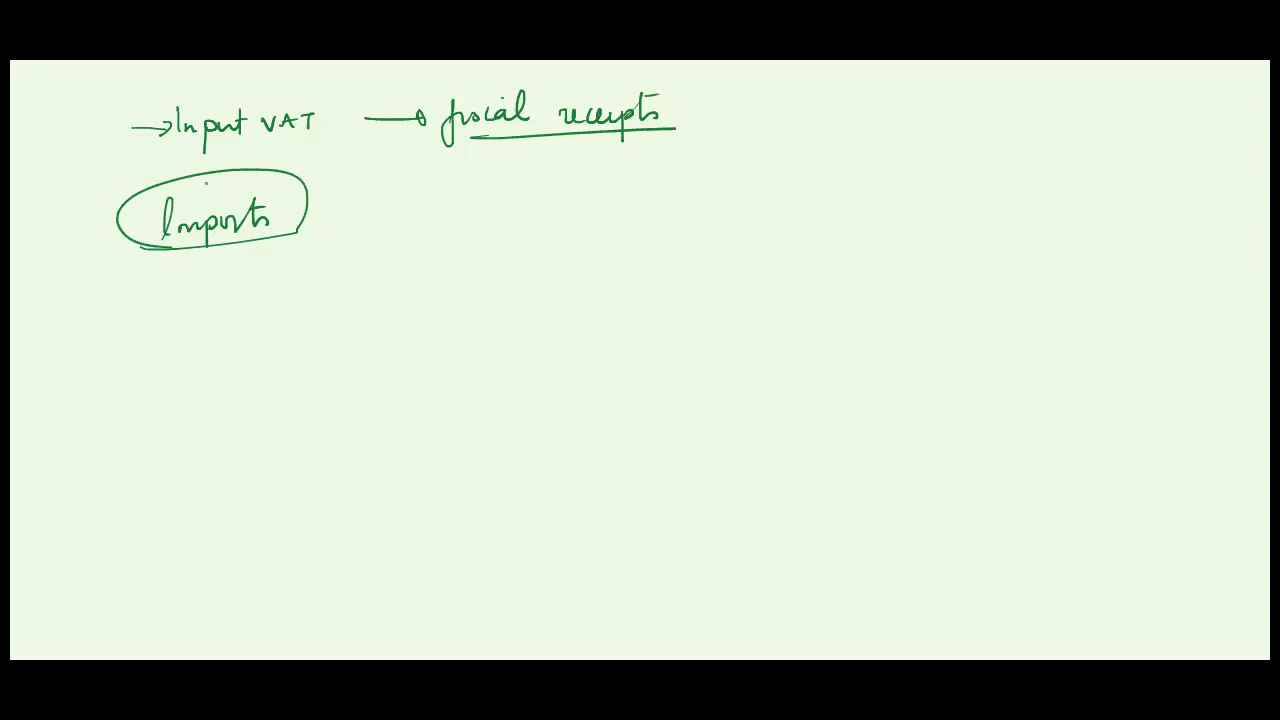 → Input VAT → fiscal receipts
Imports